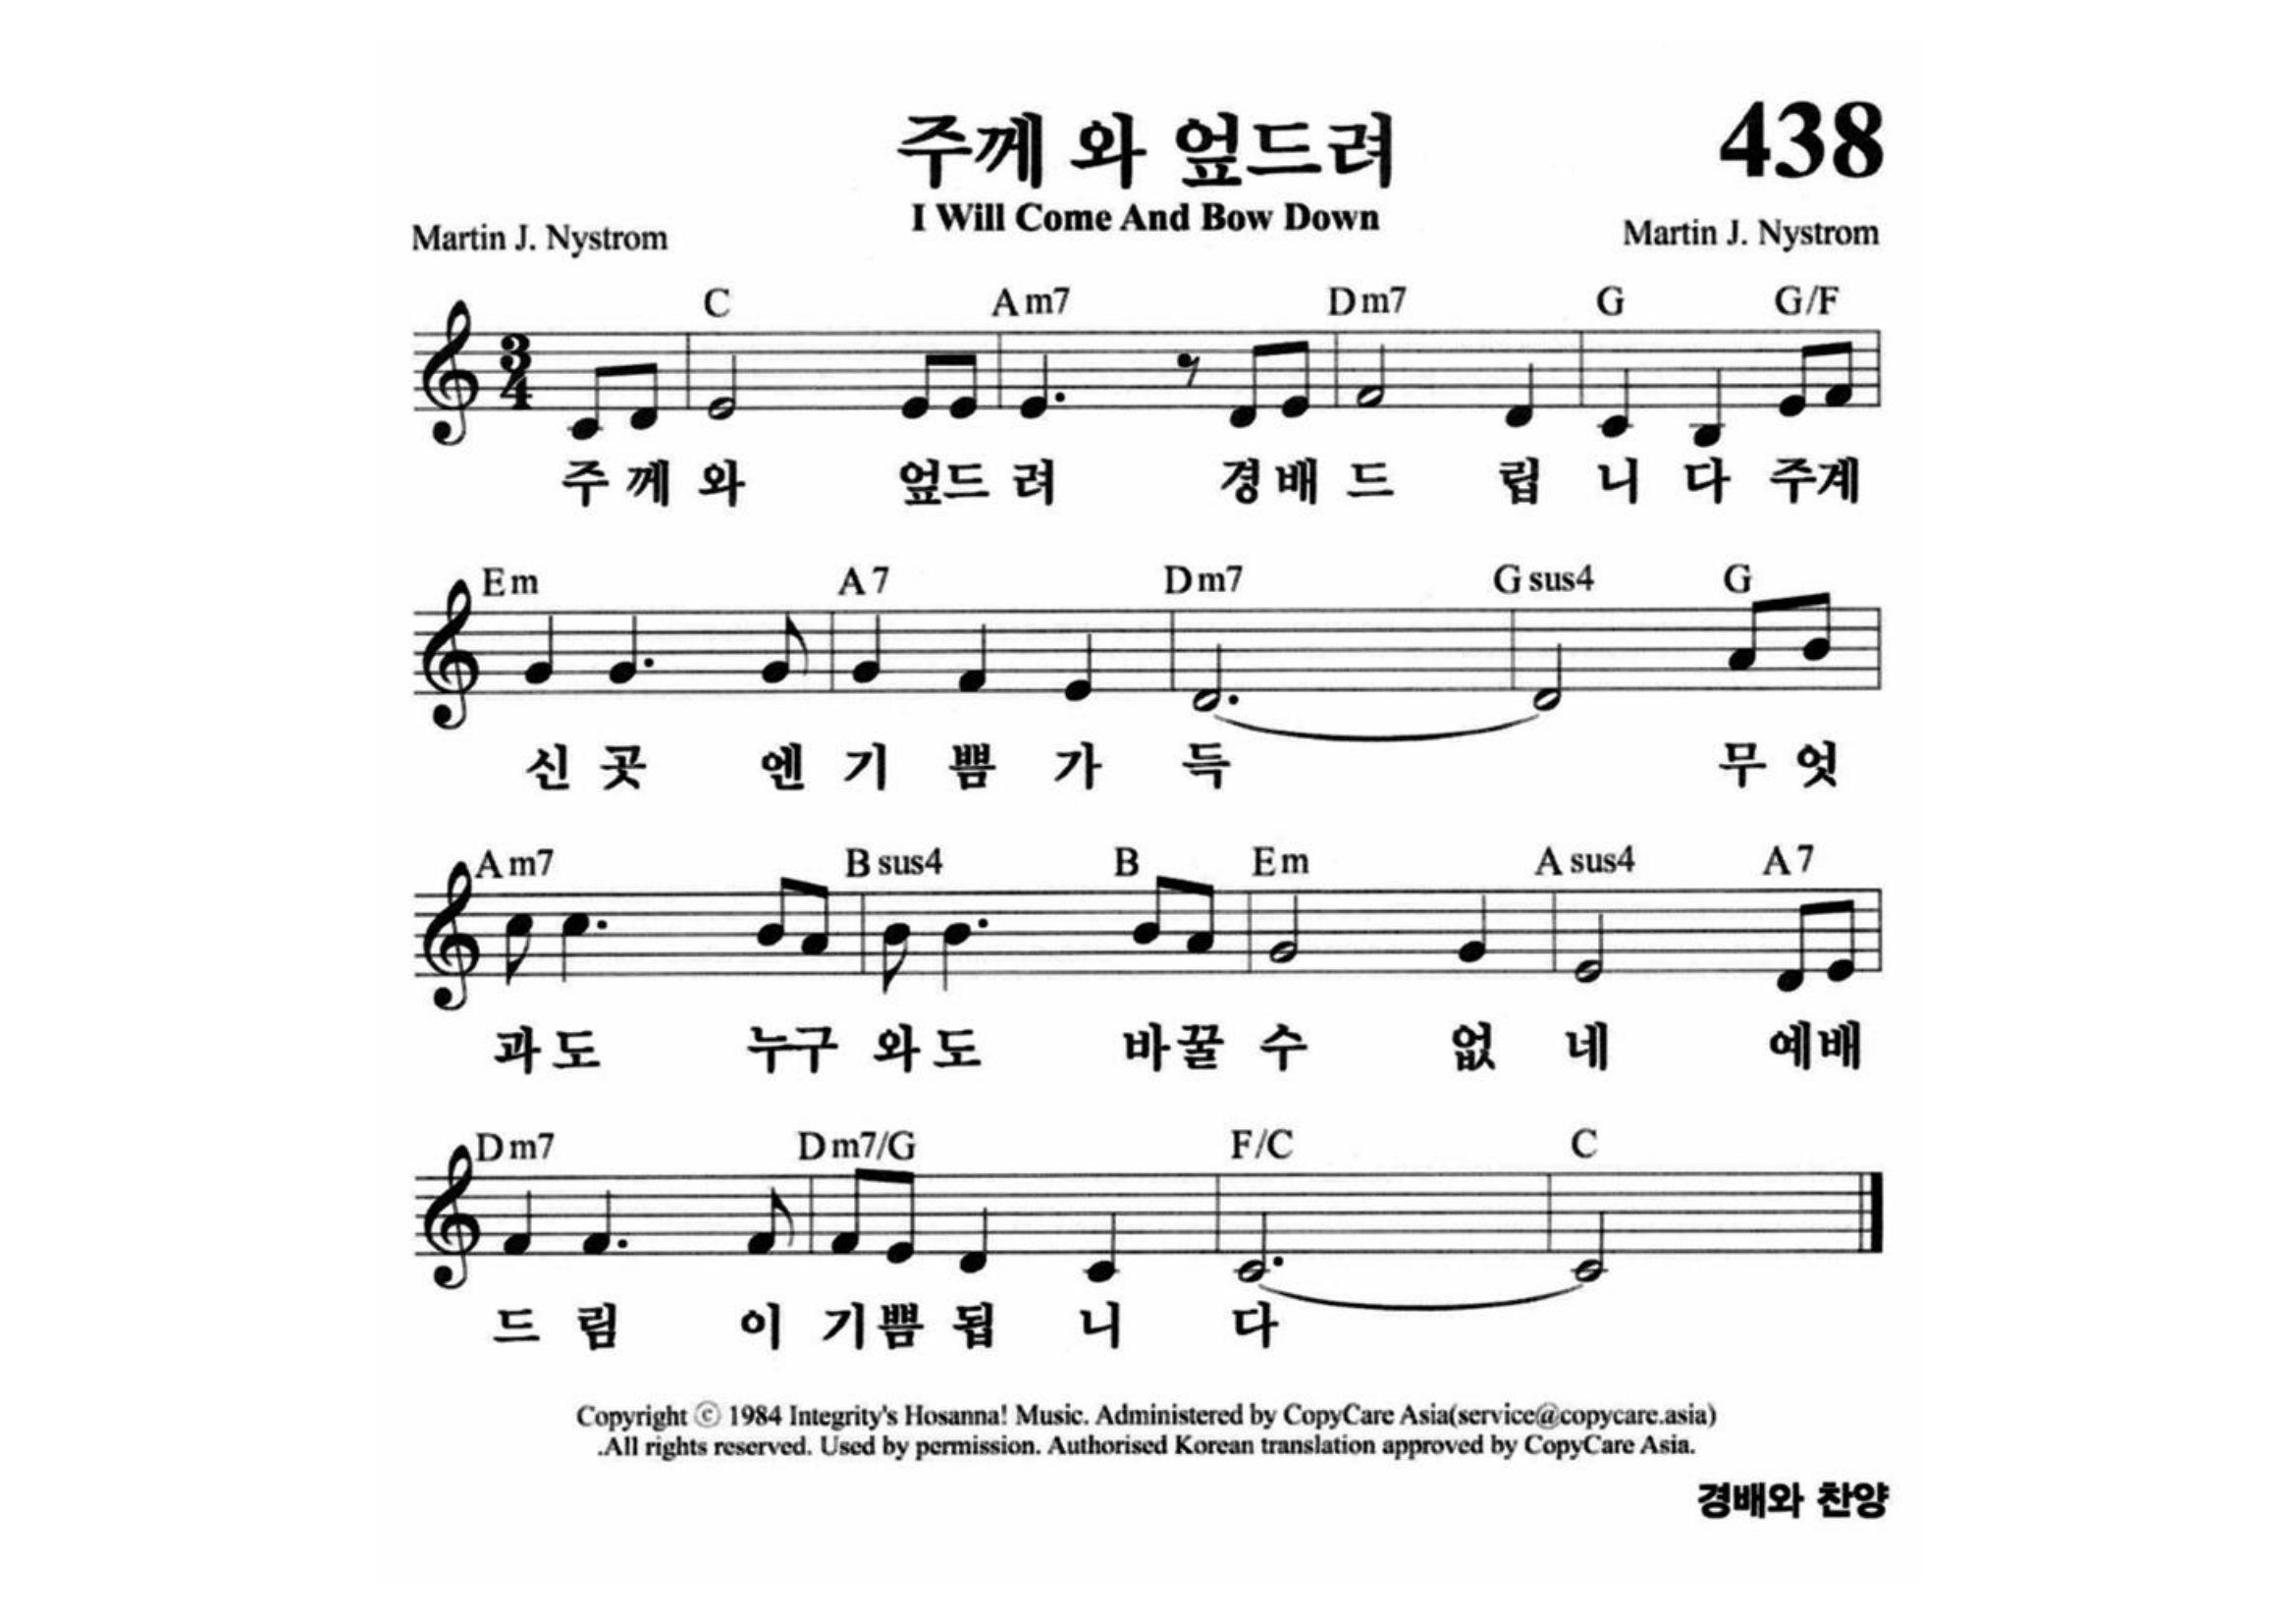 438
주께 와 엎드려
I Will Come And Bow Down
Martin J. Nystrom
Martin J. Nystrom
C Am7 Dm7 G G/F
3
4
주 께 와 엎드 려 경 배 드 립 니 다 주계
Em A7 Dm7 Gsus4 G
신 곳 엔 기 쁨 가 득 무 엇
Am7 Bsus4 B Em Asus4 A7
과 도 누구 와 도 바 꿀 수 없 네 예배
Dm7 Dm7/G F/C C
드 림 이 기 쁨 됩 니 다
Copyright ⓒ 1984 Integrity's Hosanna! Music. Administered by CopyCare Asia(service@copycare.asia)
.All rights reserved. Used by permission. Authorised Korean translation approved by CopyCare Asia.
경배와 찬양